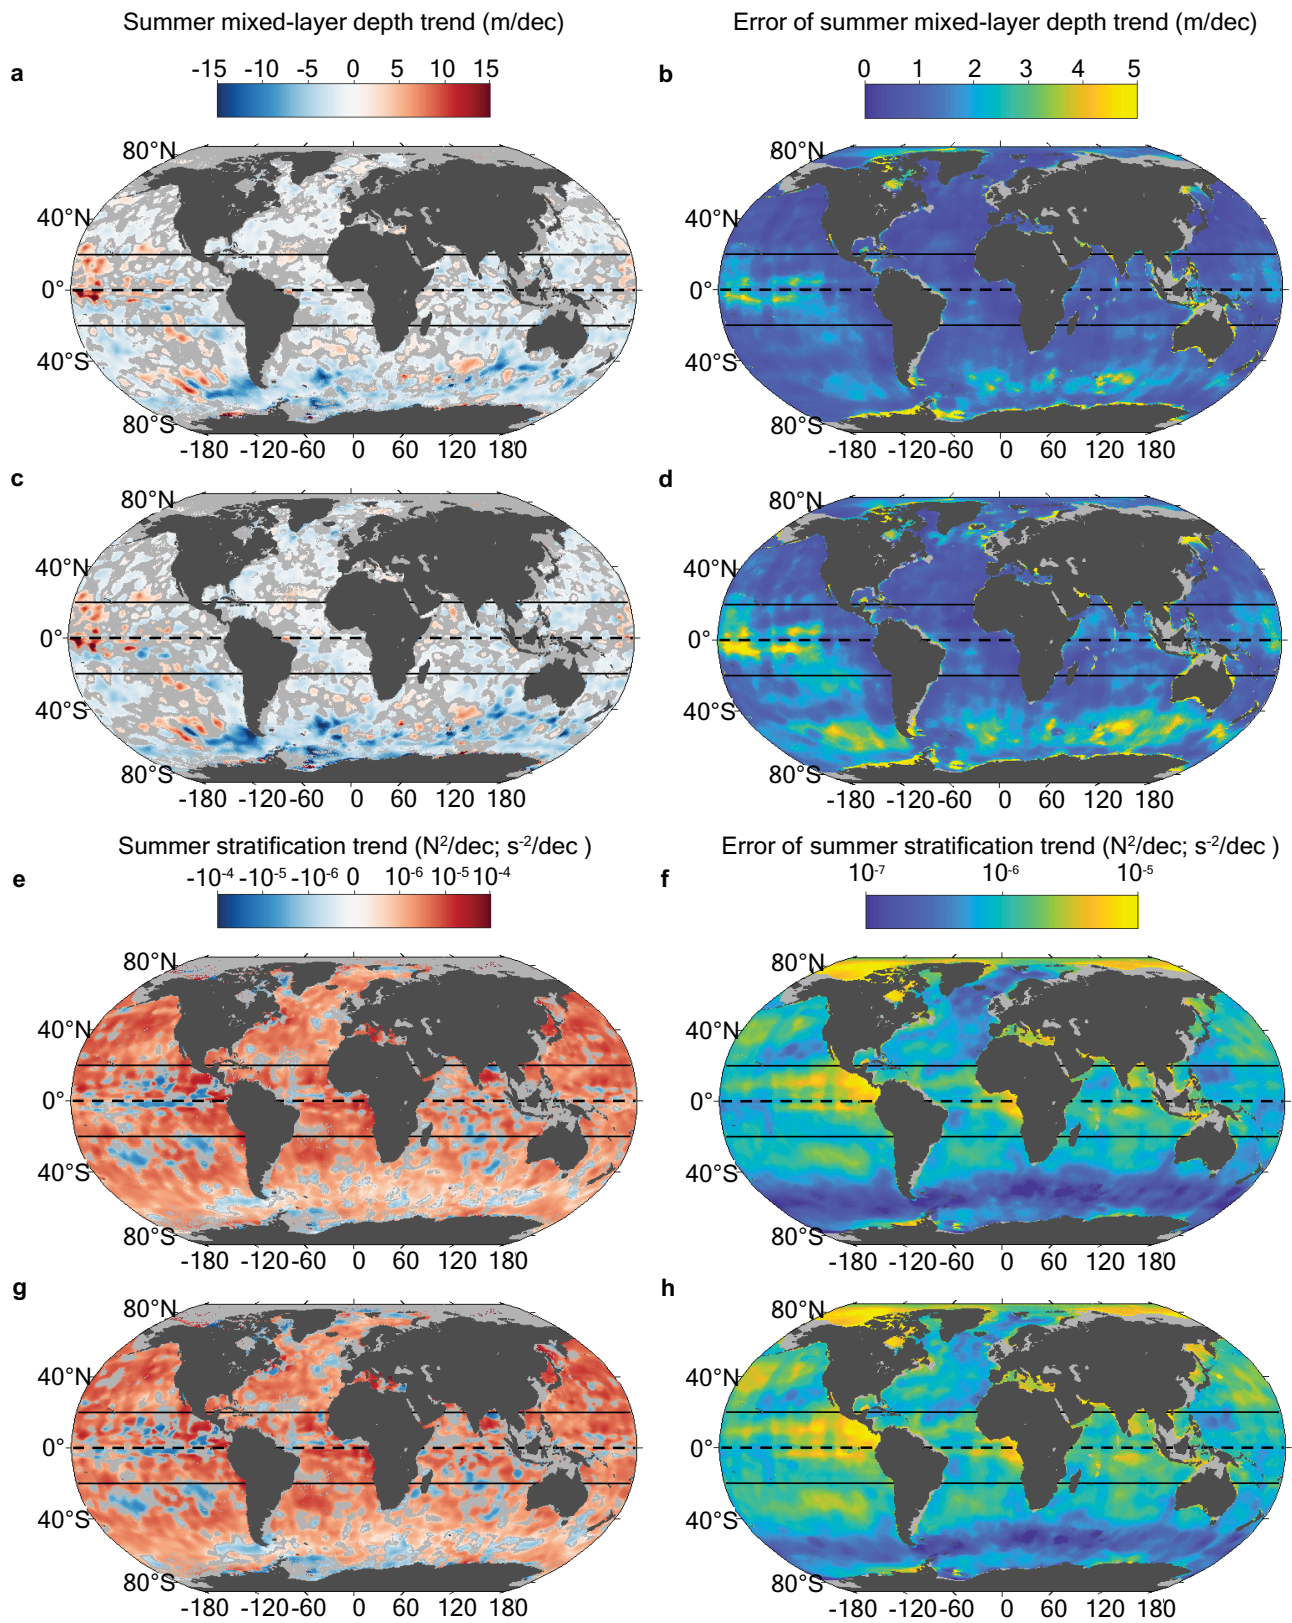 Summer mixed-layer depth trend (m/dec)
Error of summer mixed-layer depth trend (m/dec)
a
-15 -10 -5 0 5 10 15
b
0 1 2 3 4 5
80°N
40°N
0°
40°S
80°S
-180 -120 -60 0 60 120 180
80°N
40°N
0°
40°S
80°S
-180 -120 -60 0 60 120 180
c
80°N
40°N
0°
40°S
80°S
-180 -120 -60 0 60 120 180
d
80°N
40°N
0°
40°S
80°S
-180 -120 -60 0 60 120 180
Summer stratification trend (N²/dec; s⁻²/dec )
Error of summer stratification trend (N²/dec; s⁻²/dec )
e
-10⁻⁴ -10⁻⁵ -10⁻⁶ 0 10⁻⁶ 10⁻⁵ 10⁻⁴
f
10⁻⁷ 10⁻⁶ 10⁻⁵
80°N
40°N
0°
40°S
80°S
-180 -120 -60 0 60 120 180
80°N
40°N
0°
40°S
80°S
-180 -120 -60 0 60 120 180
g
80°N
40°N
0°
40°S
80°S
-180 -120 -60 0 60 120 180
h
80°N
40°N
0°
40°S
80°S
-180 -120 -60 0 60 120 180